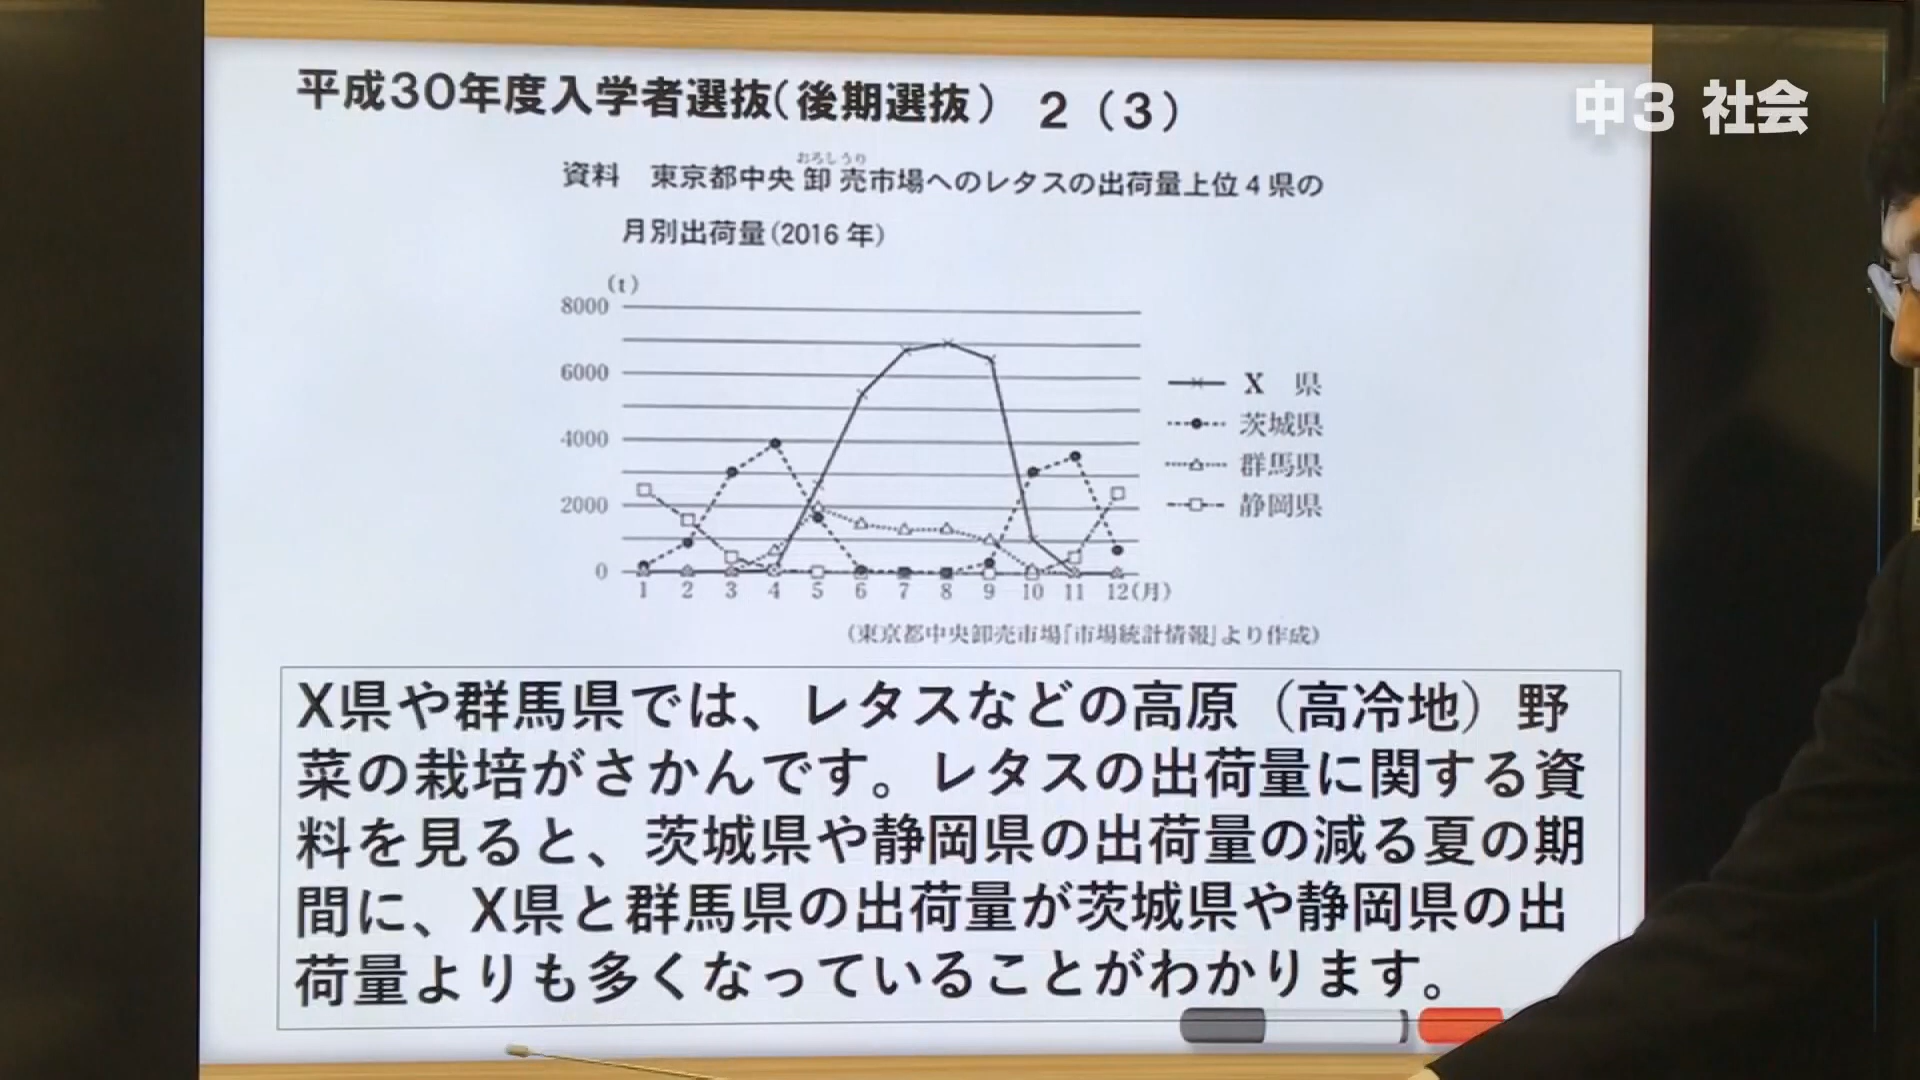 平成30年度入学者選抜（後期選抜） 2（3）
中3 社会
おろしうり
資料　東京都中央卸売市場へのレタスの出荷量上位4県の
月別出荷量(2016年)
(t)
8000
6000
4000
2000
0
1 2 3 4 5 6 7 8 9 10 11 12(月)
X　県
茨城県
群馬県
静岡県
(東京都中央卸売市場「市場統計情報」より作成)
X県や群馬県では、レタスなどの高原（高冷地）野
菜の栽培がさかんです。レタスの出荷量に関する資
料を見ると、茨城県や静岡県の出荷量の減る夏の期
間に、X県と群馬県の出荷量が茨城県や静岡県の出
荷量よりも多くなっていることがわかります。